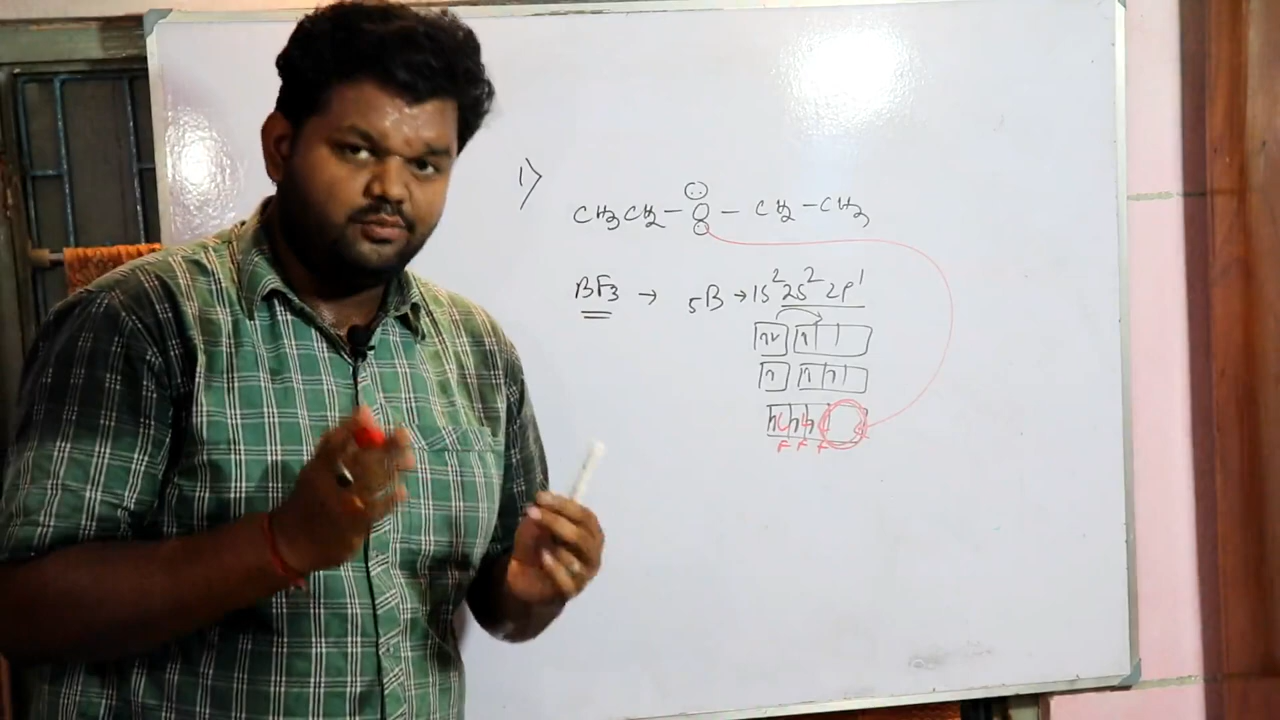 1)
CH3CH2-O-CH2-CH3
BF3 → 5B → 1S² 2S² 2P¹
F F F